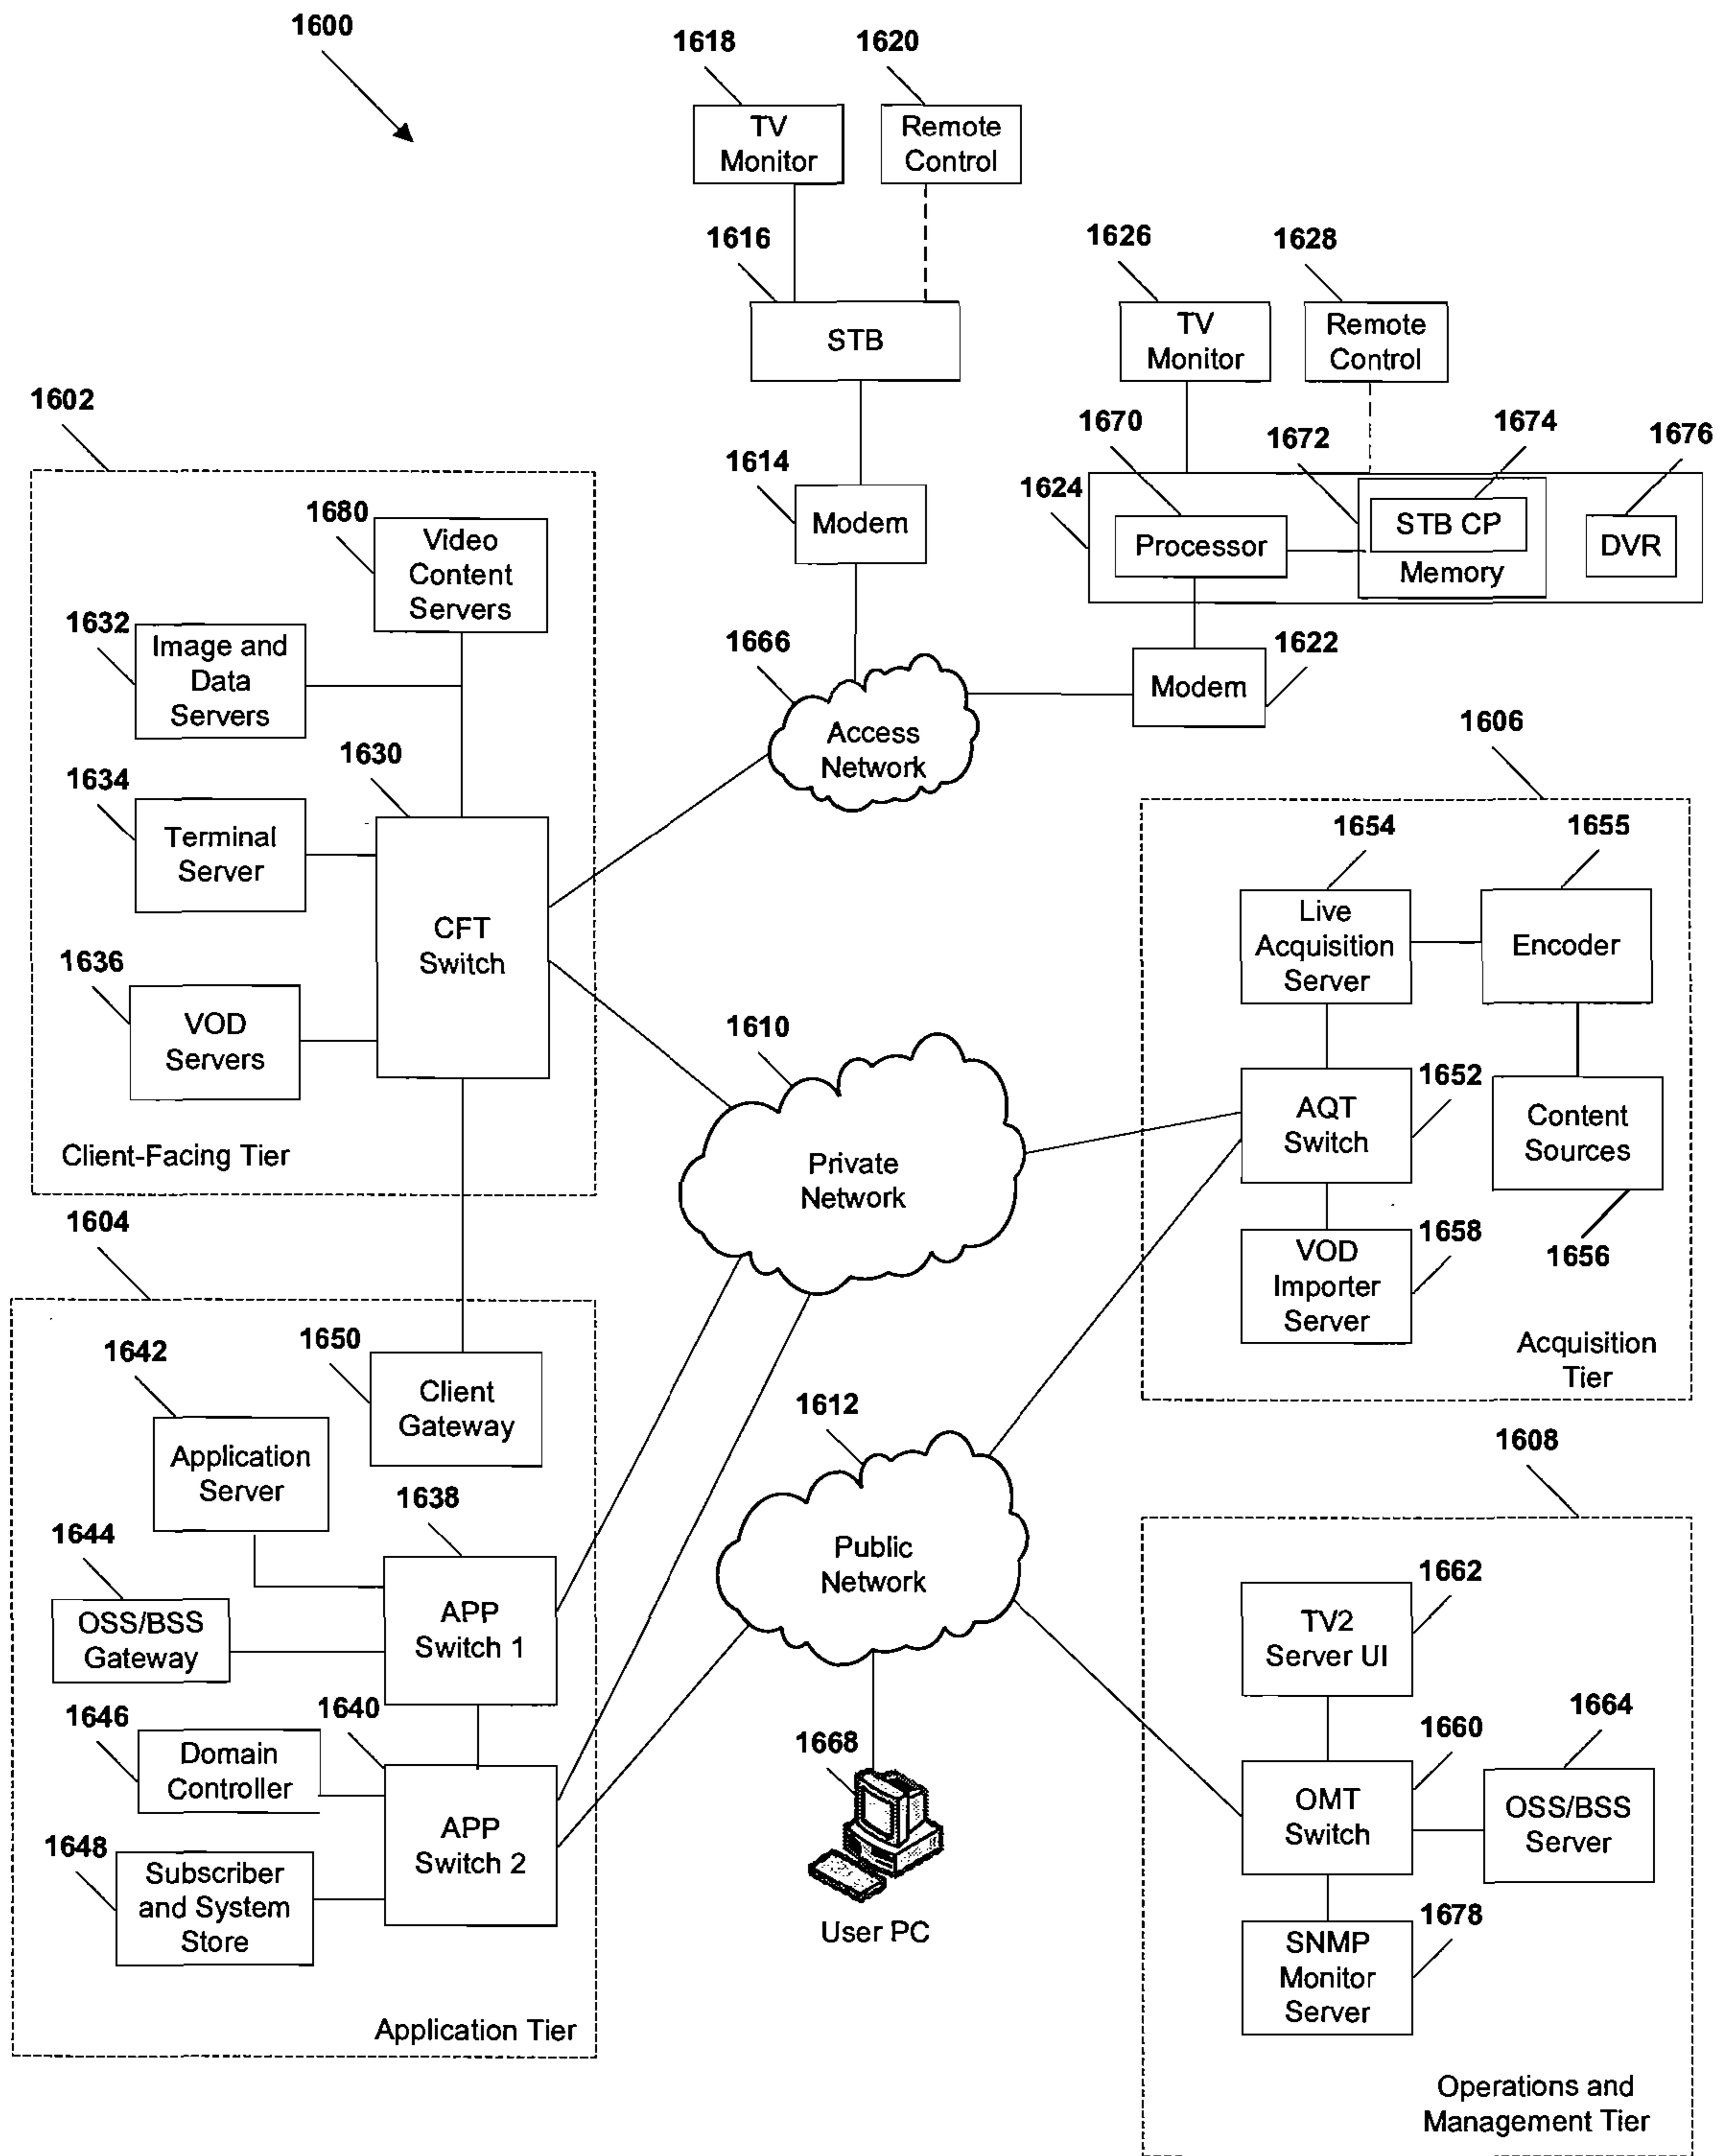 1600
1618
1620
TV
Monitor
Remote
Control
1616
STB
1626
1628
TV
Monitor
Remote
Control
1602
1614
Modem
1670
1672
1674
1676
1624
Processor
STB CP
Memory
DVR
1680
Video
Content
Servers
1632
Image and
Data
Servers
1666
Access
Network
1622
Modem
1634
Terminal
Server
1630
CFT
Switch
1636
VOD
Servers
Client-Facing Tier
1606
1654
1655
Live
Acquisition
Server
Encoder
1610
Private
Network
1652
AQT
Switch
Content
Sources
1656
1658
VOD
Importer
Server
Acquisition
Tier
1604
1642
1650
Client
Gateway
Application
Server
1638
1644
OSS/BSS
Gateway
APP
Switch 1
1646
1640
Domain
Controller
APP
Switch 2
1648
Subscriber
and System
Store
Application Tier
1612
Public
Network
1668
User PC
1608
1662
TV2
Server UI
1660
1664
OMT
Switch
OSS/BSS
Server
1678
SNMP
Monitor
Server
Operations and
Management Tier